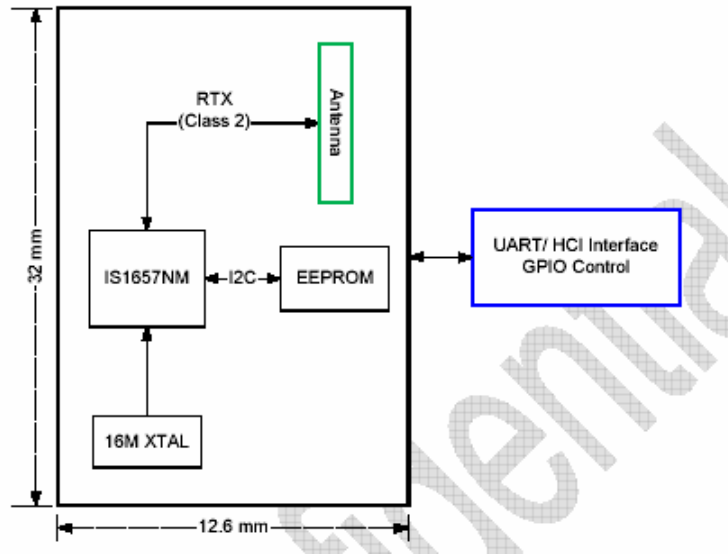 RTX
(Class 2)
Antenna
32 mm
IS1657NM
I2C
EEPROM
UART/ HCI Interface
GPIO Control
16M XTAL
12.6 mm